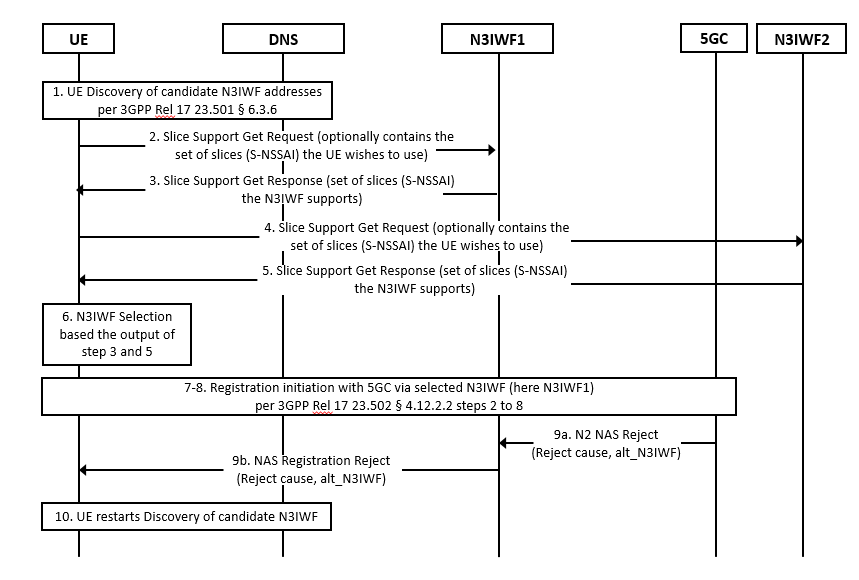 UE
DNS
N3IWF1
5GC
N3IWF2
1. UE Discovery of candidate N3IWF addresses
per 3GPP Rel 17 23.501 § 6.3.6
2. Slice Support Get Request (optionally contains the
set of slices (S-NSSAI) the UE wishes to use)
3. Slice Support Get Response (set of slices (S-NSSAI)
the N3IWF supports)
4. Slice Support Get Request (optionally contains the
set of slices (S-NSSAI) the UE wishes to use)
5. Slice Support Get Response (set of slices (S-NSSAI)
the N3IWF supports)
6. N3IWF Selection
based the output of
step 3 and 5
7-8. Registration initiation with 5GC via selected N3IWF (here N3IWF1)
per 3GPP Rel 17 23.502 § 4.12.2.2 steps 2 to 8
9a. N2 NAS Reject
(Reject cause, alt_N3IWF)
9b. NAS Registration Reject
(Reject cause, alt_N3IWF)
10. UE restarts Discovery of candidate N3IWF